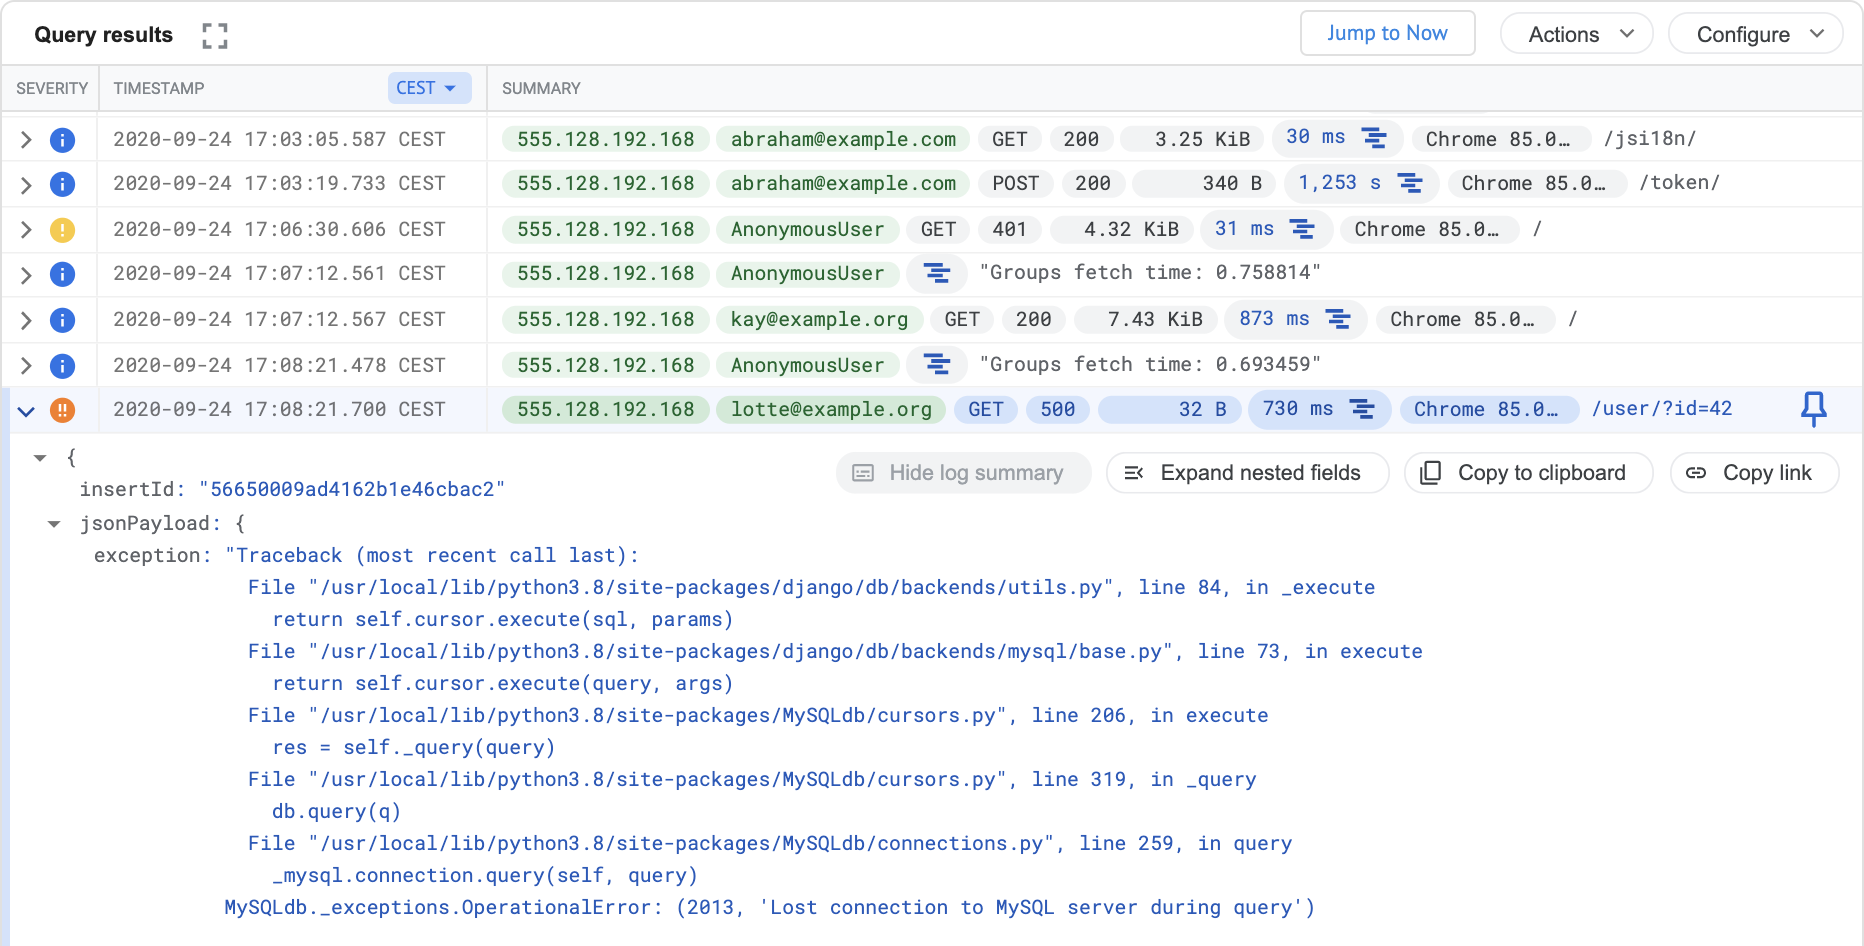 Query results Jump to Now Actions Configure
SEVERITY TIMESTAMP CEST SUMMARY
2020-09-24 17:03:05.587 CEST 555.128.192.168 abraham@example.com GET 200 3.25 KiB 30 ms Chrome 85.0… /jsi18n/
2020-09-24 17:03:19.733 CEST 555.128.192.168 abraham@example.com POST 200 340 B 1,253 s Chrome 85.0… /token/
2020-09-24 17:06:30.606 CEST 555.128.192.168 AnonymousUser GET 401 4.32 KiB 31 ms Chrome 85.0… /
2020-09-24 17:07:12.561 CEST 555.128.192.168 AnonymousUser "Groups fetch time: 0.758814"
2020-09-24 17:07:12.567 CEST 555.128.192.168 kay@example.org GET 200 7.43 KiB 873 ms Chrome 85.0… /
2020-09-24 17:08:21.478 CEST 555.128.192.168 AnonymousUser "Groups fetch time: 0.693459"
2020-09-24 17:08:21.700 CEST 555.128.192.168 lotte@example.org GET 500 32 B 730 ms Chrome 85.0… /user/?id=42
{
Hide log summary Expand nested fields Copy to clipboard Copy link
insertId: "56650009ad4162b1e46cbac2"
jsonPayload: {
exception: "Traceback (most recent call last):
File "/usr/local/lib/python3.8/site-packages/django/db/backends/utils.py", line 84, in _execute
return self.cursor.execute(sql, params)
File "/usr/local/lib/python3.8/site-packages/django/db/backends/mysql/base.py", line 73, in execute
return self.cursor.execute(query, args)
File "/usr/local/lib/python3.8/site-packages/MySQLdb/cursors.py", line 206, in execute
res = self._query(query)
File "/usr/local/lib/python3.8/site-packages/MySQLdb/cursors.py", line 319, in _query
db.query(q)
File "/usr/local/lib/python3.8/site-packages/MySQLdb/connections.py", line 259, in query
_mysql.connection.query(self, query)
MySQLdb._exceptions.OperationalError: (2013, 'Lost connection to MySQL server during query')